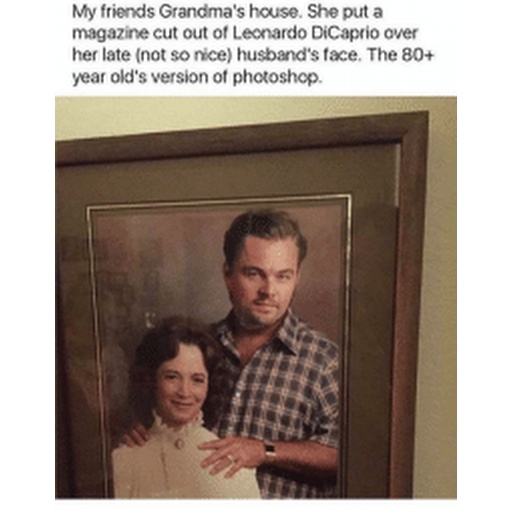 My friends Grandma's house. She put a
magazine cut out of Leonardo DiCaprio over
her late (not so nice) husband's face. The 80+
year old's version of photoshop.